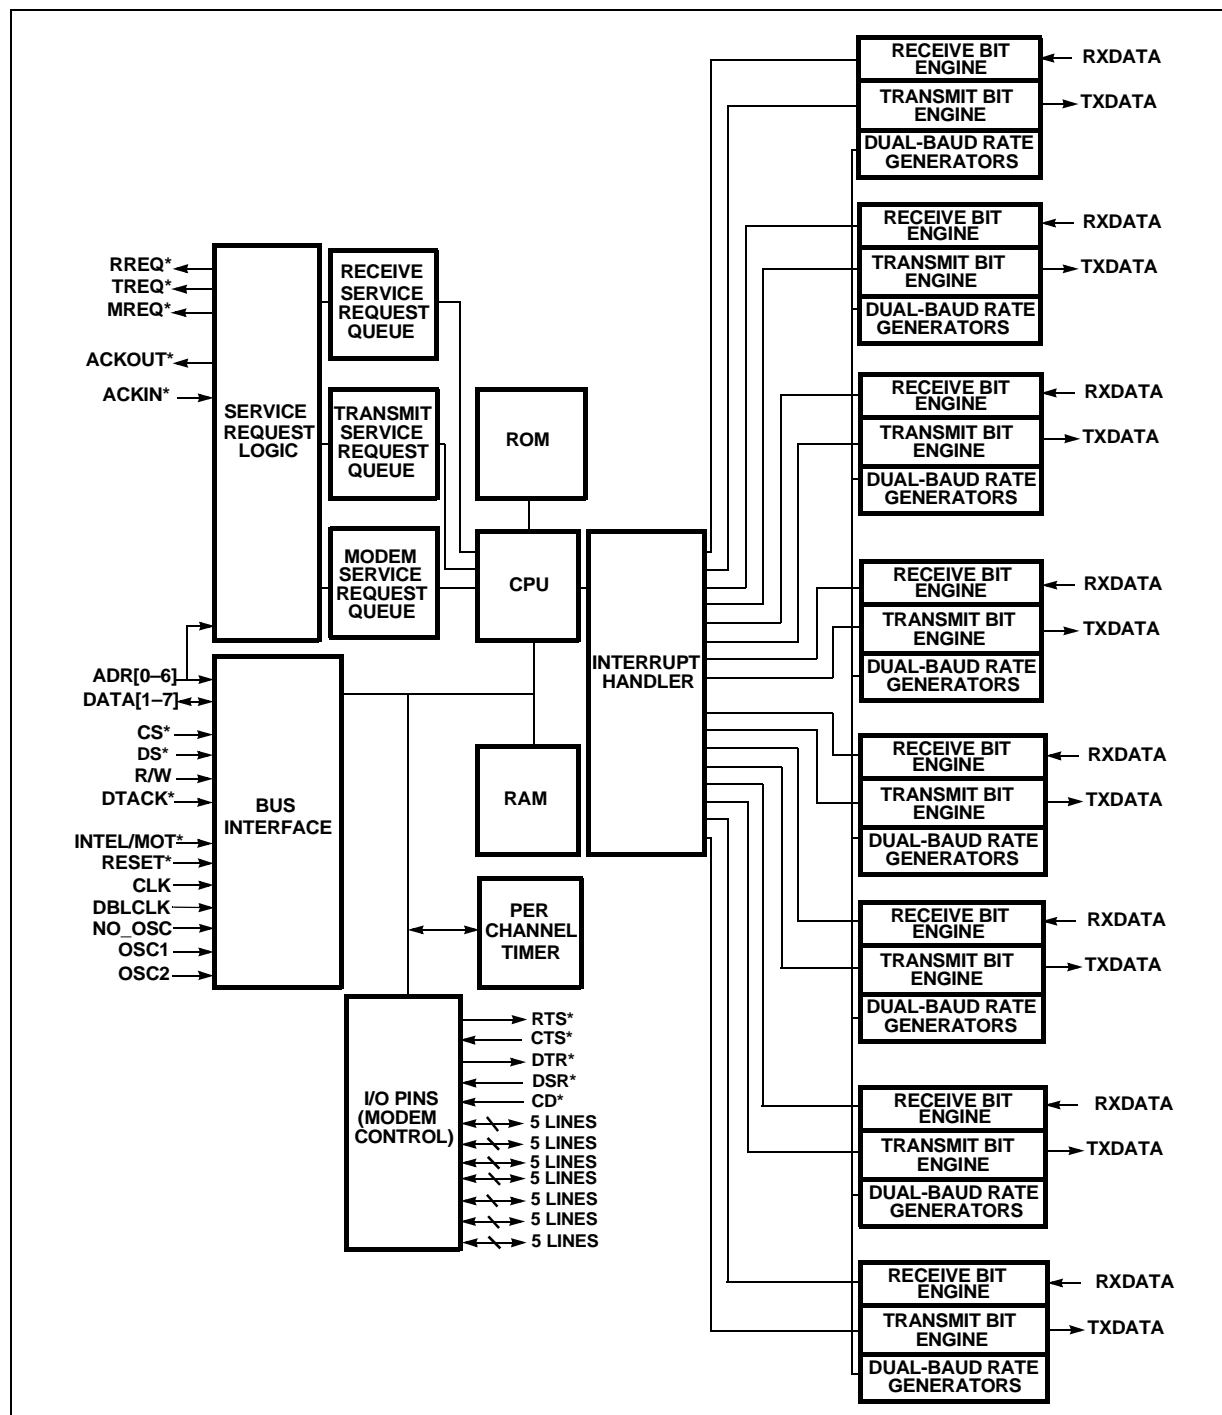 RREQ*
TREQ*
MREQ*
ACKOUT*
ACKIN*
SERVICE
REQUEST
LOGIC
RECEIVE
SERVICE
REQUEST
QUEUE
TRANSMIT
SERVICE
REQUEST
QUEUE
MODEM
SERVICE
REQUEST
QUEUE
ROM
CPU
RAM
INTERRUPT
HANDLER
ADR[0–6]
DATA[1–7]
CS*
DS*
R/W
DTACK*
INTEL/MOT*
RESET*
CLK
DBLCLK
NO_OSC
OSC1
OSC2
BUS
INTERFACE
PER
CHANNEL
TIMER
I/O PINS
(MODEM
CONTROL)
RTS*
CTS*
DTR*
DSR*
CD*
5 LINES
5 LINES
5 LINES
5 LINES
5 LINES
5 LINES
5 LINES
RECEIVE BIT
ENGINE
RXDATA
TRANSMIT BIT
ENGINE
TXDATA
DUAL-BAUD RATE
GENERATORS
RECEIVE BIT
ENGINE
RXDATA
TRANSMIT BIT
ENGINE
TXDATA
DUAL-BAUD RATE
GENERATORS
RECEIVE BIT
ENGINE
RXDATA
TRANSMIT BIT
ENGINE
TXDATA
DUAL-BAUD RATE
GENERATORS
RECEIVE BIT
ENGINE
RXDATA
TRANSMIT BIT
ENGINE
TXDATA
DUAL-BAUD RATE
GENERATORS
RECEIVE BIT
ENGINE
RXDATA
TRANSMIT BIT
ENGINE
TXDATA
DUAL-BAUD RATE
GENERATORS
RECEIVE BIT
ENGINE
RXDATA
TRANSMIT BIT
ENGINE
TXDATA
DUAL-BAUD RATE
GENERATORS
RECEIVE BIT
ENGINE
RXDATA
TRANSMIT BIT
ENGINE
TXDATA
DUAL-BAUD RATE
GENERATORS
RECEIVE BIT
ENGINE
RXDATA
TRANSMIT BIT
ENGINE
TXDATA
DUAL-BAUD RATE
GENERATORS